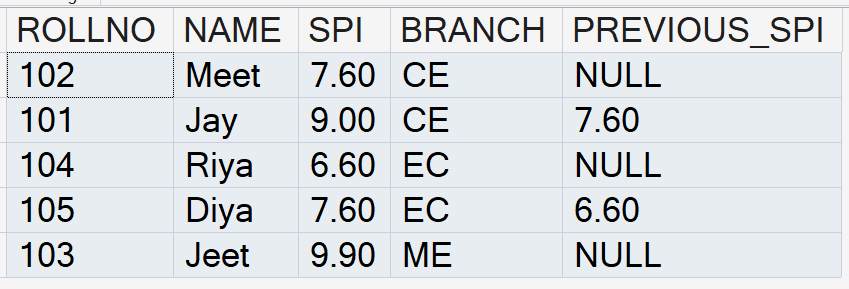 ROLLNO NAME SPI BRANCH PREVIOUS_SPI
102 Meet 7.60 CE NULL
101 Jay 9.00 CE 7.60
104 Riya 6.60 EC NULL
105 Diya 7.60 EC 6.60
103 Jeet 9.90 ME NULL